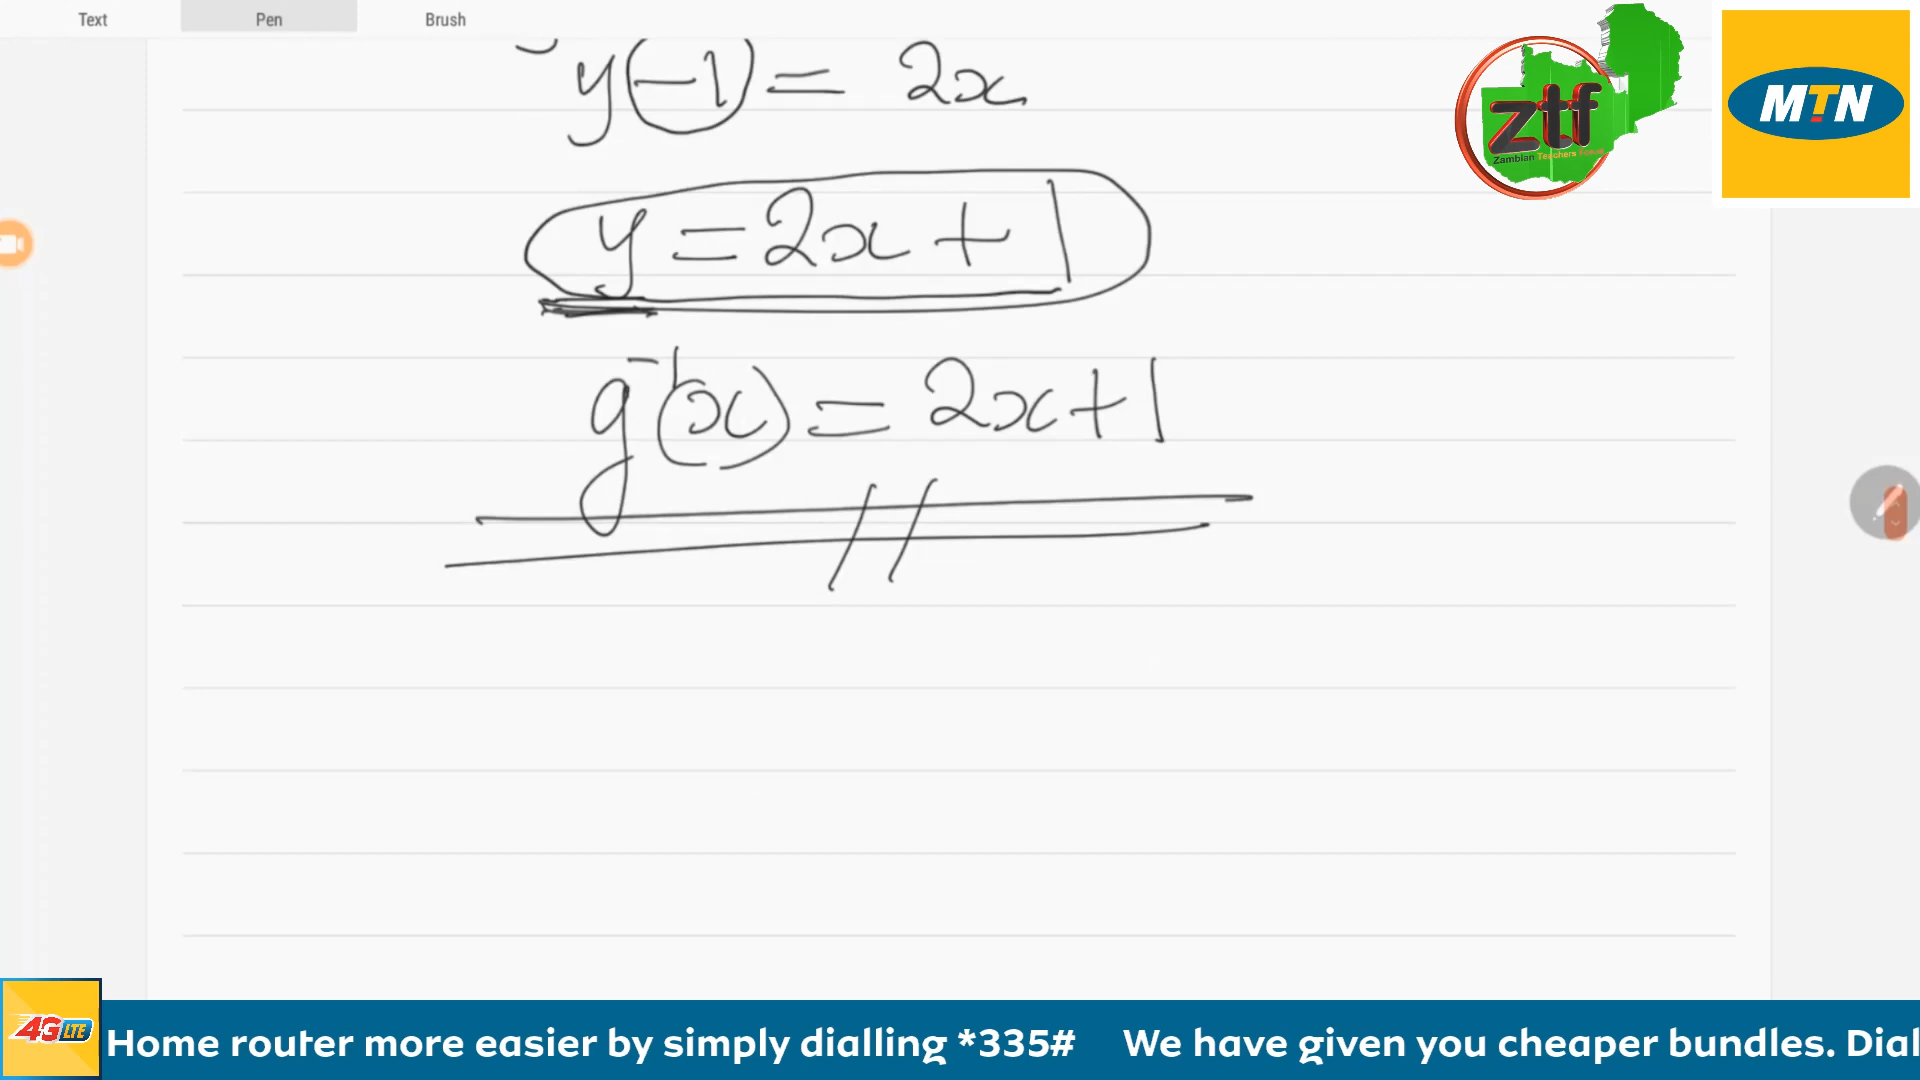 Text Pen Brush
y(-1) = 2x
y = 2x + 1
g⁻¹(x) = 2x+1
ztf
Zambian Teachers
MTN
4G LTE
Home router more easier by simply dialling *335# We have given you cheaper bundles. Dial